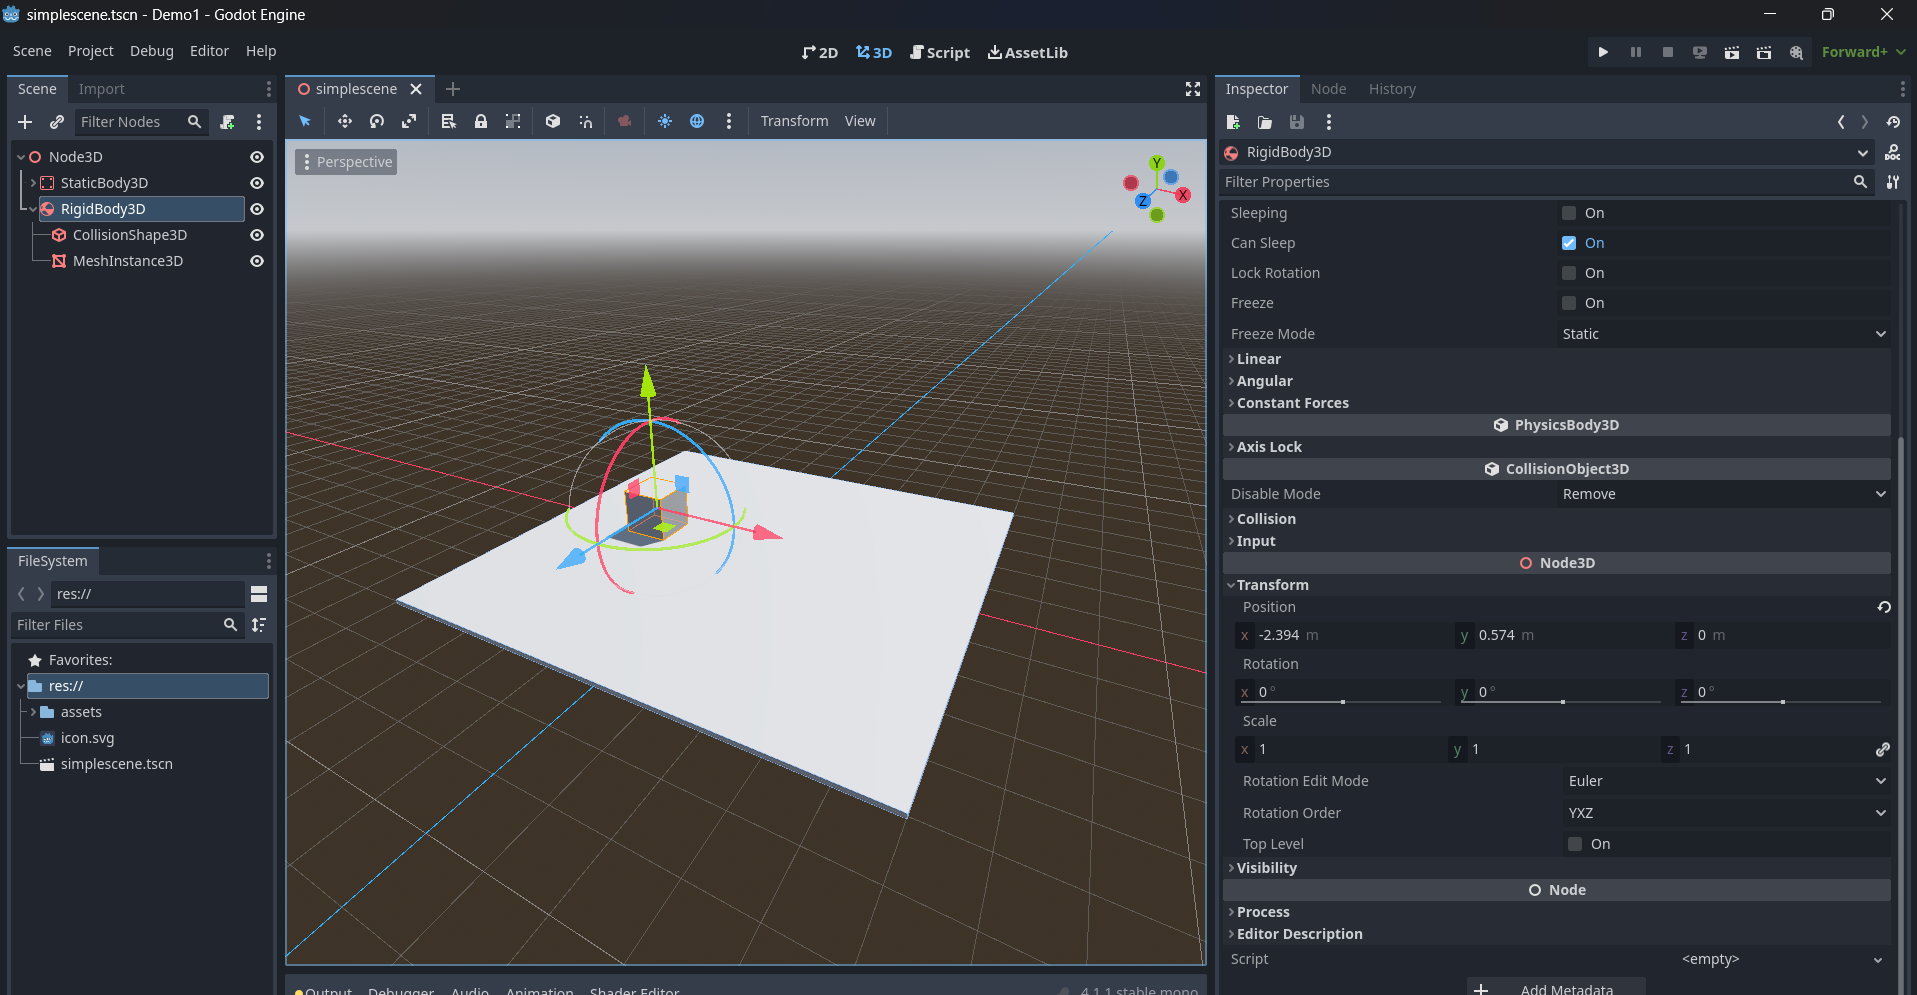 simplescene.tscn - Demo1 - Godot Engine
Scene Project Debug Editor Help
2D 3D Script AssetLib
Forward+
Scene Import
Filter Nodes
Node3D
StaticBody3D
RigidBody3D
CollisionShape3D
MeshInstance3D
FileSystem
res://
Filter Files
Favorites:
res://
assets
icon.svg
simplescene.tscn
simplescene
Transform View
Perspective
Y
X
Z
Output Debugger Audio Animation Shader Editor
4.1.1.stable.mono
Inspector Node History
RigidBody3D
DOC
Filter Properties
Sleeping On
Can Sleep On
Lock Rotation On
Freeze On
Freeze Mode Static
Linear
Angular
Constant Forces
PhysicsBody3D
Axis Lock
CollisionObject3D
Disable Mode Remove
Collision
Input
Node3D
Transform
Position
x -2.394 m y 0.574 m z 0 m
Rotation
x 0 ° y 0 ° z 0 °
Scale
x 1 y 1 z 1
Rotation Edit Mode Euler
Rotation Order YXZ
Top Level On
Visibility
Node
Process
Editor Description
Script <empty>
Add Metadata